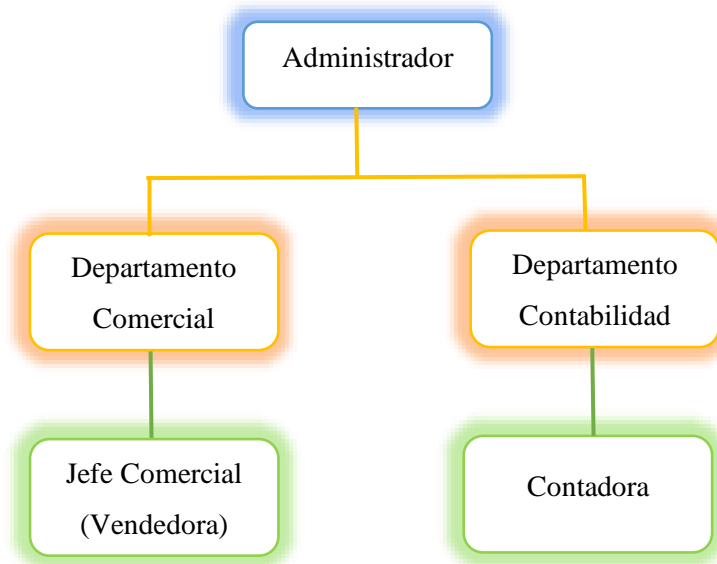 Administrador
Departamento
Comercial
Departamento
Contabilidad
Jefe Comercial
(Vendedora)
Contadora